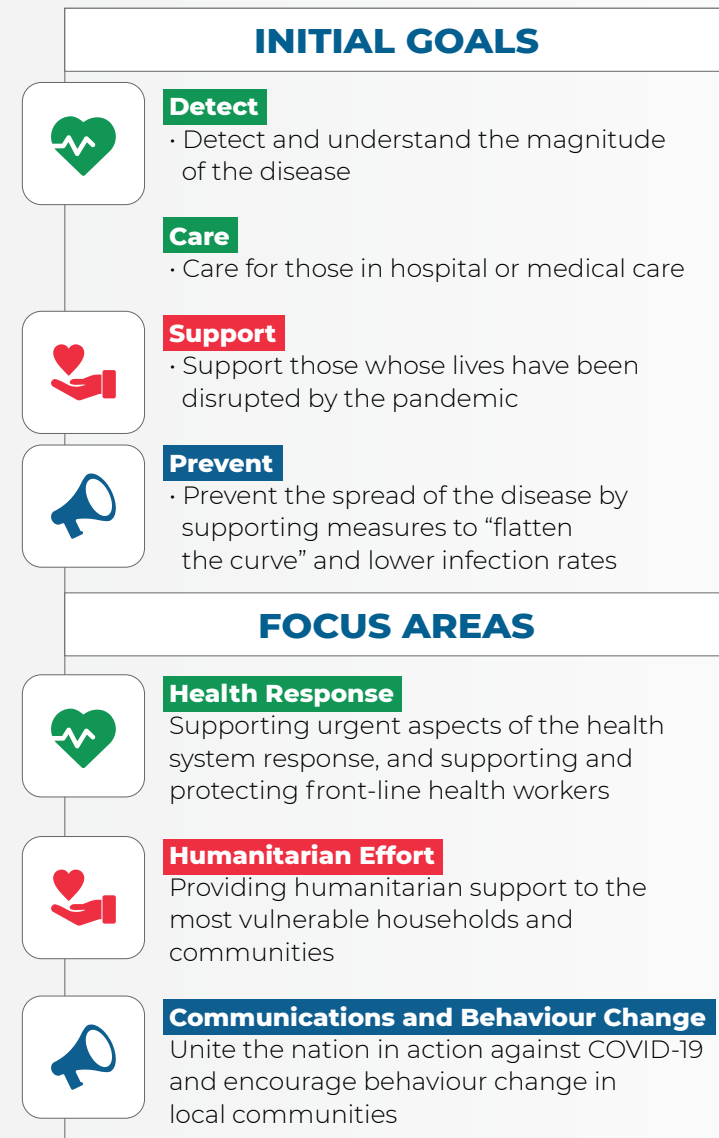 INITIAL GOALS
Detect
· Detect and understand the magnitude
of the disease
Care
· Care for those in hospital or medical care
Support
· Support those whose lives have been
disrupted by the pandemic
Prevent
· Prevent the spread of the disease by
supporting measures to “flatten
the curve” and lower infection rates
FOCUS AREAS
Health Response
Supporting urgent aspects of the health
system response, and supporting and
protecting front-line health workers
Humanitarian Effort
Providing humanitarian support to the
most vulnerable households and
communities
Communications and Behaviour Change
Unite the nation in action against COVID-19
and encourage behaviour change in
local communities